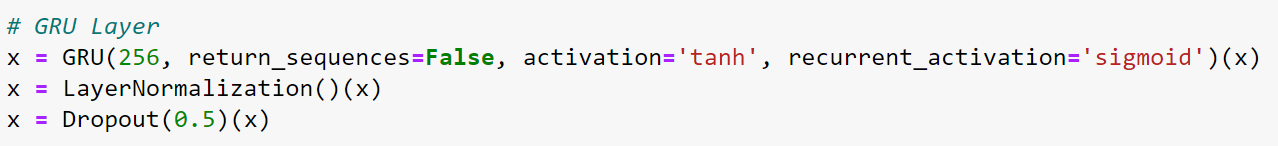 # GRU Layer
x = GRU(256, return_sequences=False, activation='tanh', recurrent_activation='sigmoid')(x)
x = LayerNormalization()(x)
x = Dropout(0.5)(x)